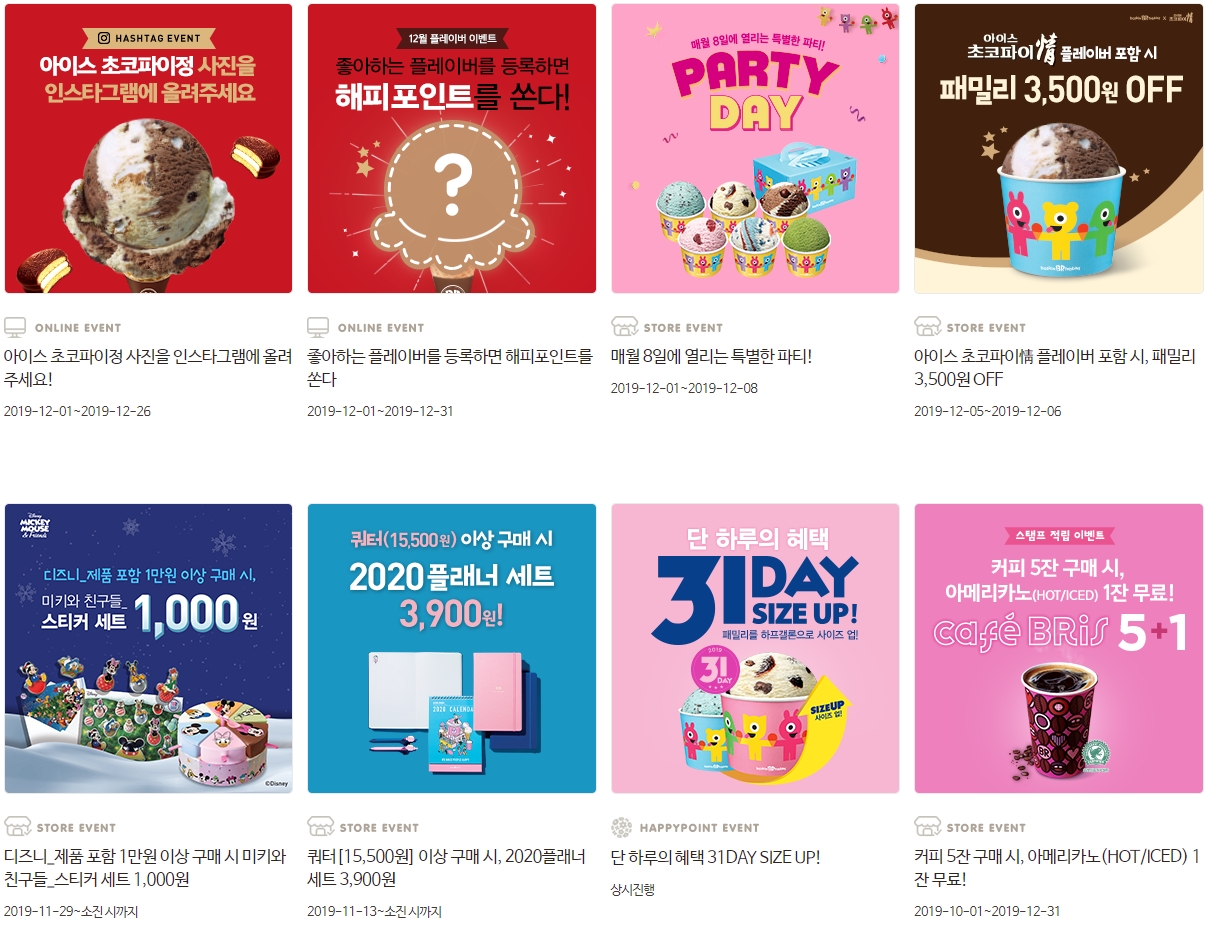 HASHTAG EVENT
아이스 초코파이정 사진을
인스타그램에 올려주세요
12월 플레이버 이벤트
좋아하는 플레이버를 등록하면
해피포인트를 쏜다!
?
매월 8일에 열리는 특별한 파티!
PARTY
DAY
아이스
초코파이情 플레이버 포함 시
패밀리 3,500원 OFF
ONLINE EVENT
아이스 초코파이정 사진을 인스타그램에 올려
주세요!
2019-12-01~2019-12-26
ONLINE EVENT
좋아하는 플레이버를 등록하면 해피포인트를
쏜다
2019-12-01~2019-12-31
STORE EVENT
매월 8일에 열리는 특별한 파티!
2019-12-01~2019-12-08
STORE EVENT
아이스 초코파이情 플레이버 포함 시, 패밀리
3,500원 OFF
2019-12-05~2019-12-06
Disney
MICKEY
MOUSE
& Friends
디즈니_제품 포함 1만원 이상 구매 시,
미키와 친구들_
스티커 세트 1,000원
©Disney
쿼터(15,500원) 이상 구매 시
2020플래너 세트
3,900원!
2020 CALENDAR
단 하루의 혜택
31DAY
SIZE UP!
패밀리를 하프갤론으로 사이즈 업!
2019
31
DAY
SIZEUP
사이즈 업!
스탬프 적립 이벤트
커피 5잔 구매 시,
아메리카노(HOT/ICED) 1잔 무료!
café BRiS 5+1
BR
STORE EVENT
디즈니_제품 포함 1만원 이상 구매 시 미키와
친구들_스티커 세트 1,000원
2019-11-29~소진 시까지
STORE EVENT
쿼터[15,500원] 이상 구매 시, 2020플래너
세트 3,900원
2019-11-13~소진 시까지
HAPPYPOINT EVENT
단 하루의 혜택 31DAY SIZE UP!
상시진행
STORE EVENT
커피 5잔 구매 시, 아메리카노(HOT/ICED) 1
잔 무료!
2019-10-01~2019-12-31